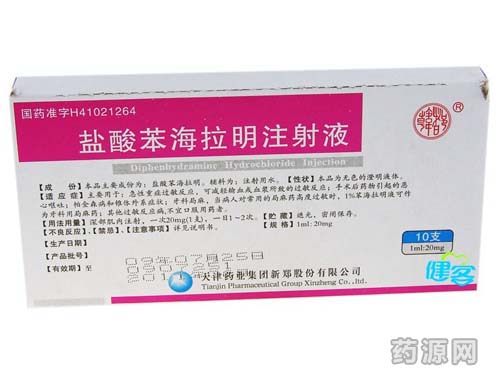 国药准字H41021264
®
盐酸苯海拉明注射液
Diphenhydramine Hydrochloride Injection
【成 份】本品主要成份为：盐酸苯海拉明。辅料为：注射用水。【性状】本品为无色的澄明液体。
【适 应 症】主要用于：急性重症过敏反应，可减轻输血或血浆所致的过敏反应；手术后药物引起的恶
心呕吐；帕金森病和锥体外系症状；牙科局麻，当病人对常用的局麻药高度过敏时，1%苯海拉明液可作
为牙科用局麻药；其他过敏反应病，不宜口服用药者。
【用法用量】深部肌内注射，一次20mg(1支)，一日1～2次。【贮 藏】遮光，密闭保存。
【不良反应】、【禁忌】、【注意事项】详见说明书。【规 格】1ml:20mg
【生产日期】
【产品批号】
【有效期】至
09年07月25日
0907251
10支
1ml:20mg
健客
天津药业集团新郑股份有限公司
Tianjin Pharmaceutical Group Xinzheng Co.,ltd.
药源网